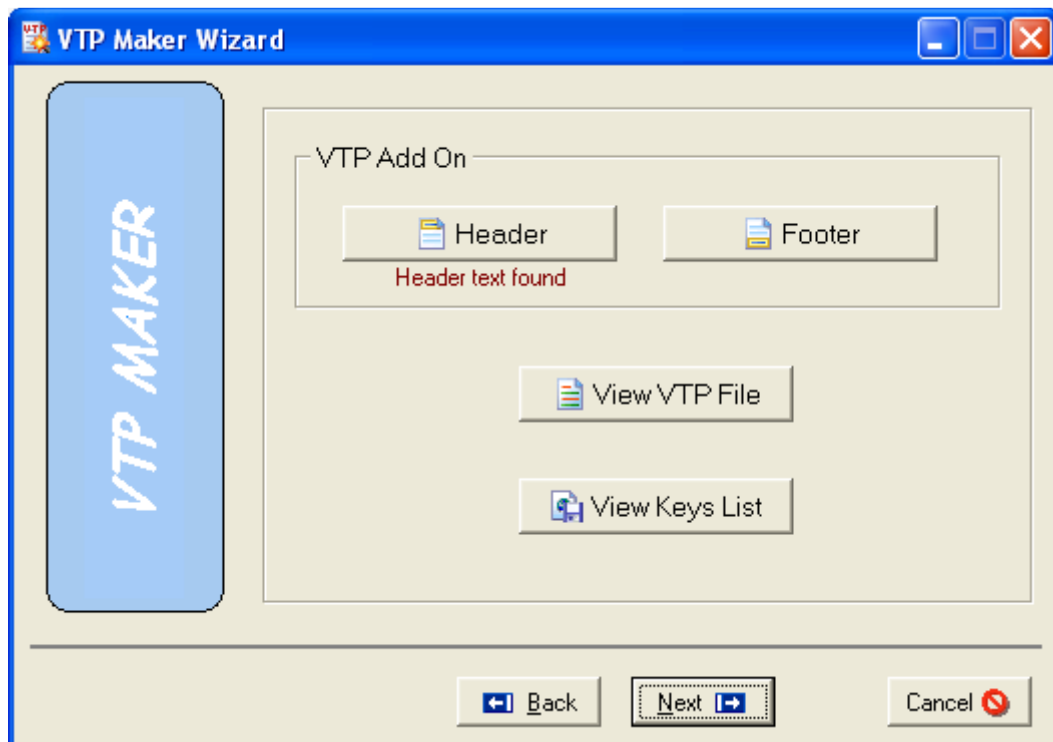 VTP
VTP Maker Wizard
VTP MAKER
VTP Add On
Header
Footer
Header text found
View VTP File
View Keys List
Back
Next
Cancel